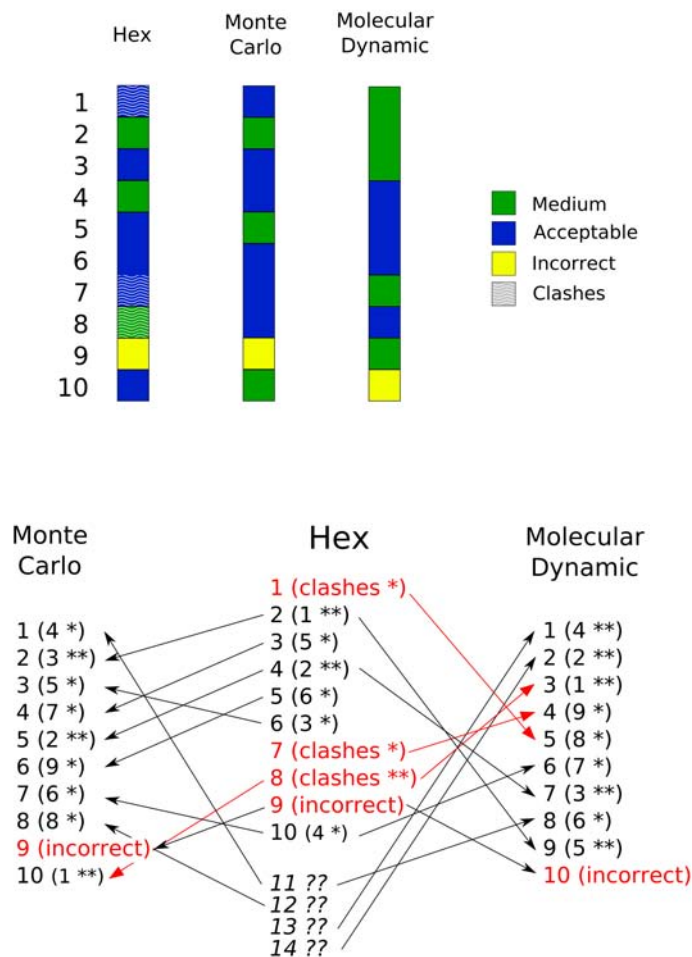 Hex
Monte
Carlo
Molecular
Dynamic
1
2
3
4
5
6
7
8
9
10
Medium
Acceptable
Incorrect
Clashes
Monte
Carlo
1 (4 *)
2 (3 **)
3 (5 *)
4 (7 *)
5 (2 **)
6 (9 *)
7 (6 *)
8 (8 *)
9 (incorrect)
10 (1 **)
Hex
1 (clashes *)
2 (1 **)
3 (5 *)
4 (2 **)
5 (6 *)
6 (3 *)
7 (clashes *)
8 (clashes **)
9 (incorrect)
10 (4 *)
11 ??
12 ??
13 ??
14 ??
Molecular
Dynamic
1 (4 **)
2 (2 **)
3 (1 **)
4 (9 *)
5 (8 *)
6 (7 *)
7 (3 **)
8 (6 *)
9 (5 **)
10 (incorrect)